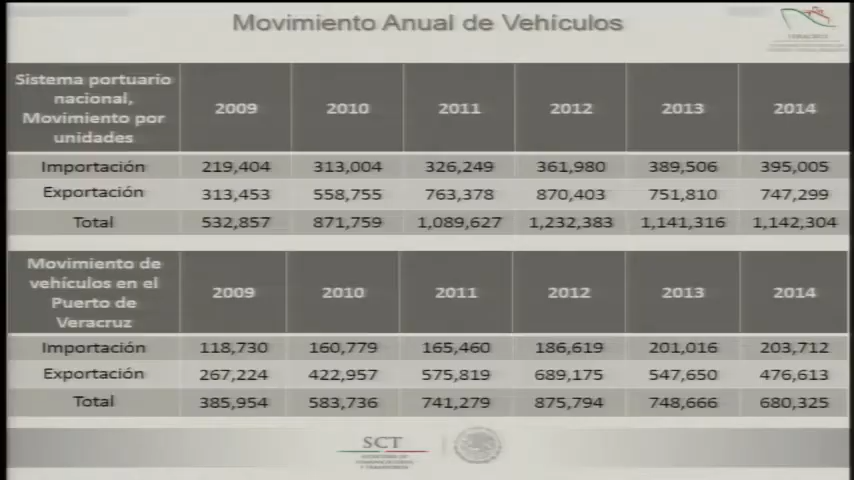 Movimiento Anual de Vehículos
VERACRUZ
Sistema portuario nacional, Movimiento por unidades 2009 2010 2011 2012 2013 2014
Importación 219,404 313,004 326,249 361,980 389,506 395,005
Exportación 313,453 558,755 763,378 870,403 751,810 747,299
Total 532,857 871,759 1,089,627 1,232,383 1,141,316 1,142,304
Movimiento de vehículos en el Puerto de Veracruz 2009 2010 2011 2012 2013 2014
Importación 118,730 160,779 165,460 186,619 201,016 203,712
Exportación 267,224 422,957 575,819 689,175 547,650 476,613
Total 385,954 583,736 741,279 875,794 748,666 680,325
SCT
SECRETARÍA DE
COMUNICACIONES
Y TRANSPORTES